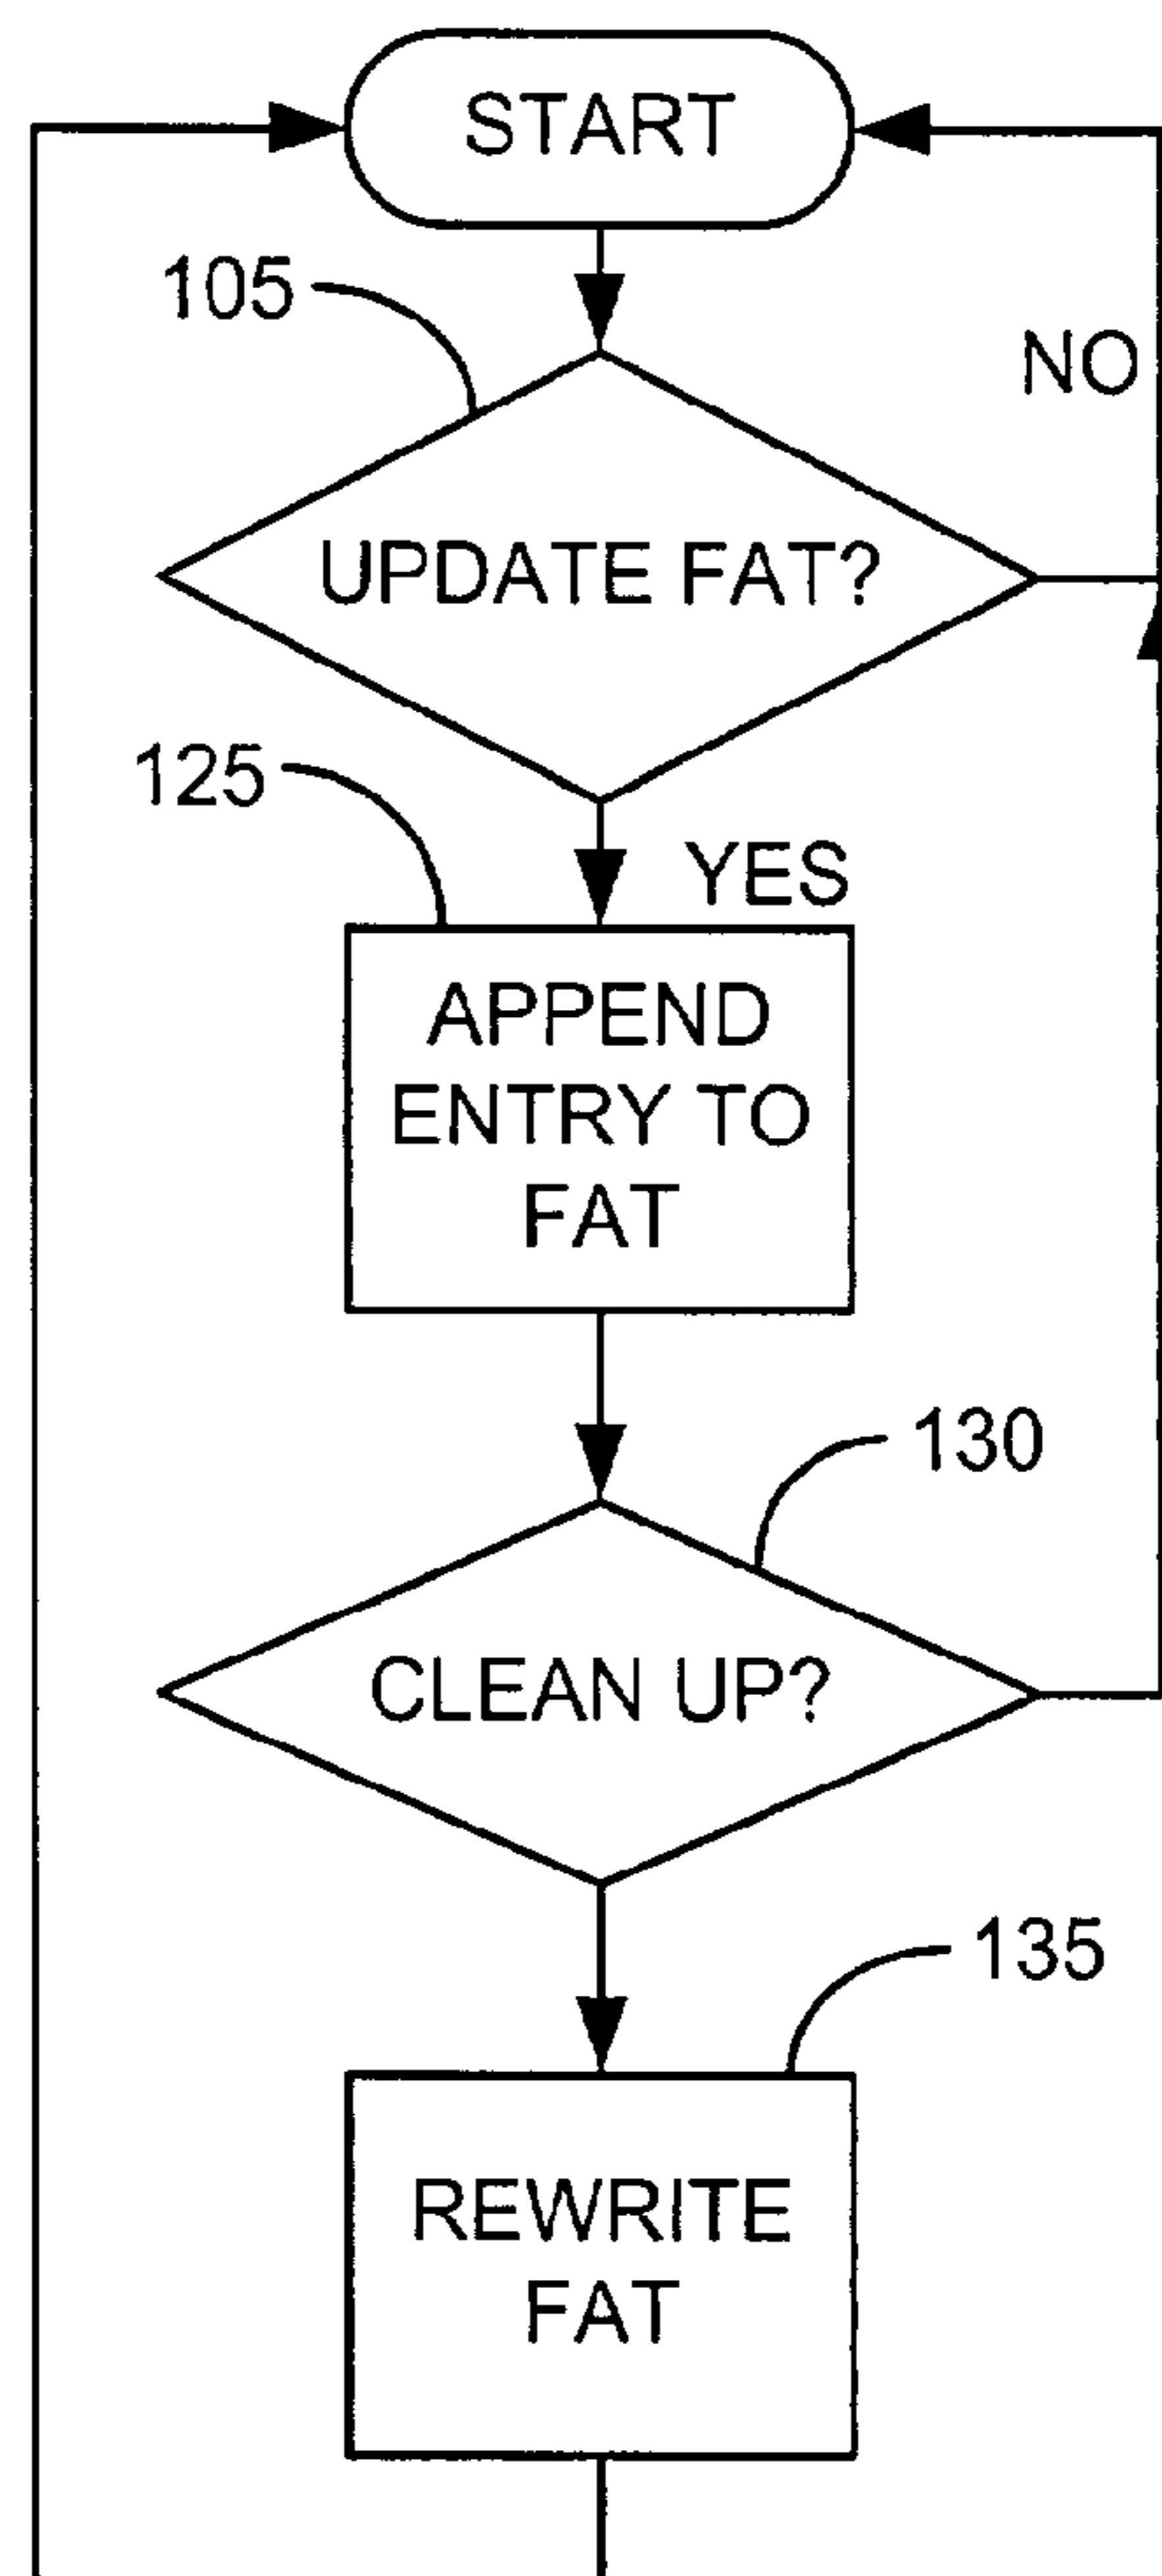 START
105
NO
UPDATE FAT?
125
YES
APPEND
ENTRY TO
FAT
130
CLEAN UP?
135
REWRITE
FAT